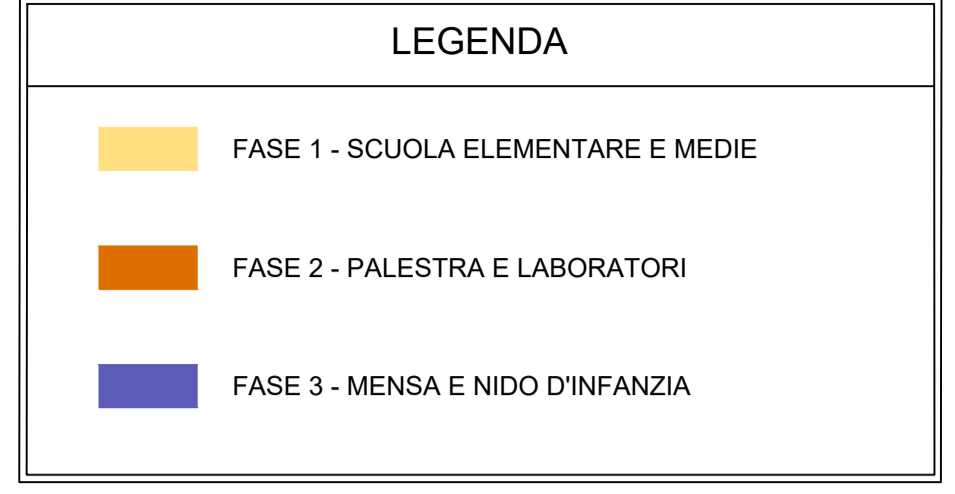 LEGENDA
FASE 1 - SCUOLA ELEMENTARE E MEDIE
FASE 2 - PALESTRA E LABORATORI
FASE 3 - MENSA E NIDO D'INFANZIA